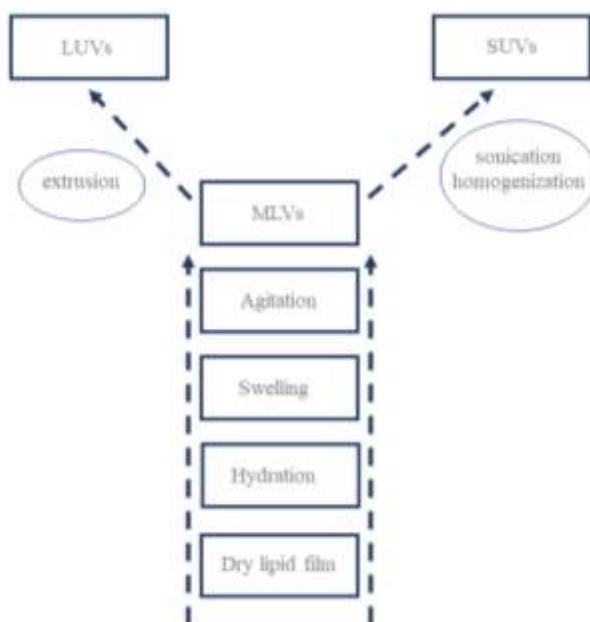 LUVs
SUVs
extrusion
sonication
homogenization
MLVs
Agitation
Swelling
Hydration
Dry lipid film